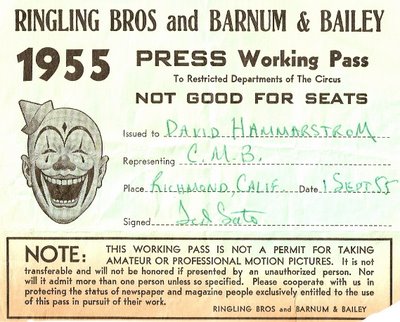 RINGLING BROS and BARNUM & BAILEY
1955 PRESS Working Pass
To Restricted Departments of The Circus
NOT GOOD FOR SEATS
Issued to DAVID HAMMARSTROM
Representing C.M.B.
Place RICHMOND, CALIF. Date 1 SEPT 55
Signed Ted Sato
NOTE: THIS WORKING PASS IS NOT A PERMIT FOR TAKING
AMATEUR OR PROFESSIONAL MOTION PICTURES. It is not
transferable and will not be honored if presented by an unauthorized person. Nor
will it admit more than one person unless so specified. Please cooperate with us in
protecting the status of newspaper and magazine people exclusively entitled to the use
of this pass in pursuit of their work.
RINGLING BROS and BARNUM & BAILEY